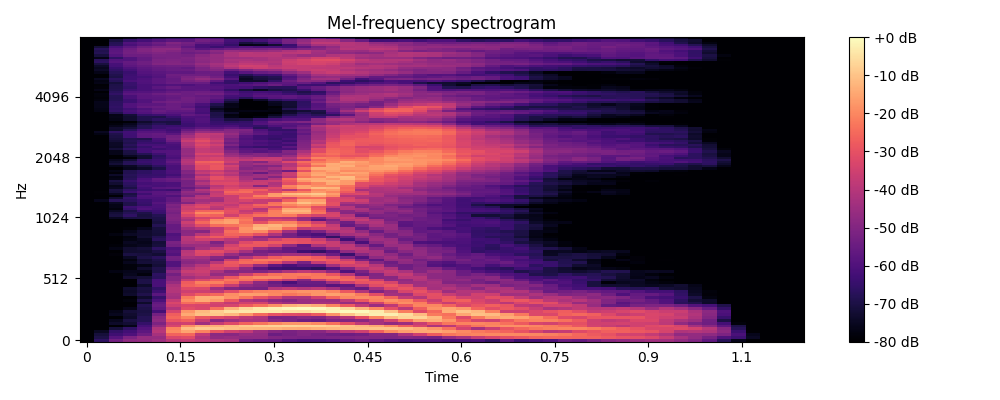 Mel-frequency spectrogram
Hz
4096
2048
1024
512
0
0
0.15
0.3
0.45
0.6
0.75
0.9
1.1
Time
+0 dB
-10 dB
-20 dB
-30 dB
-40 dB
-50 dB
-60 dB
-70 dB
-80 dB